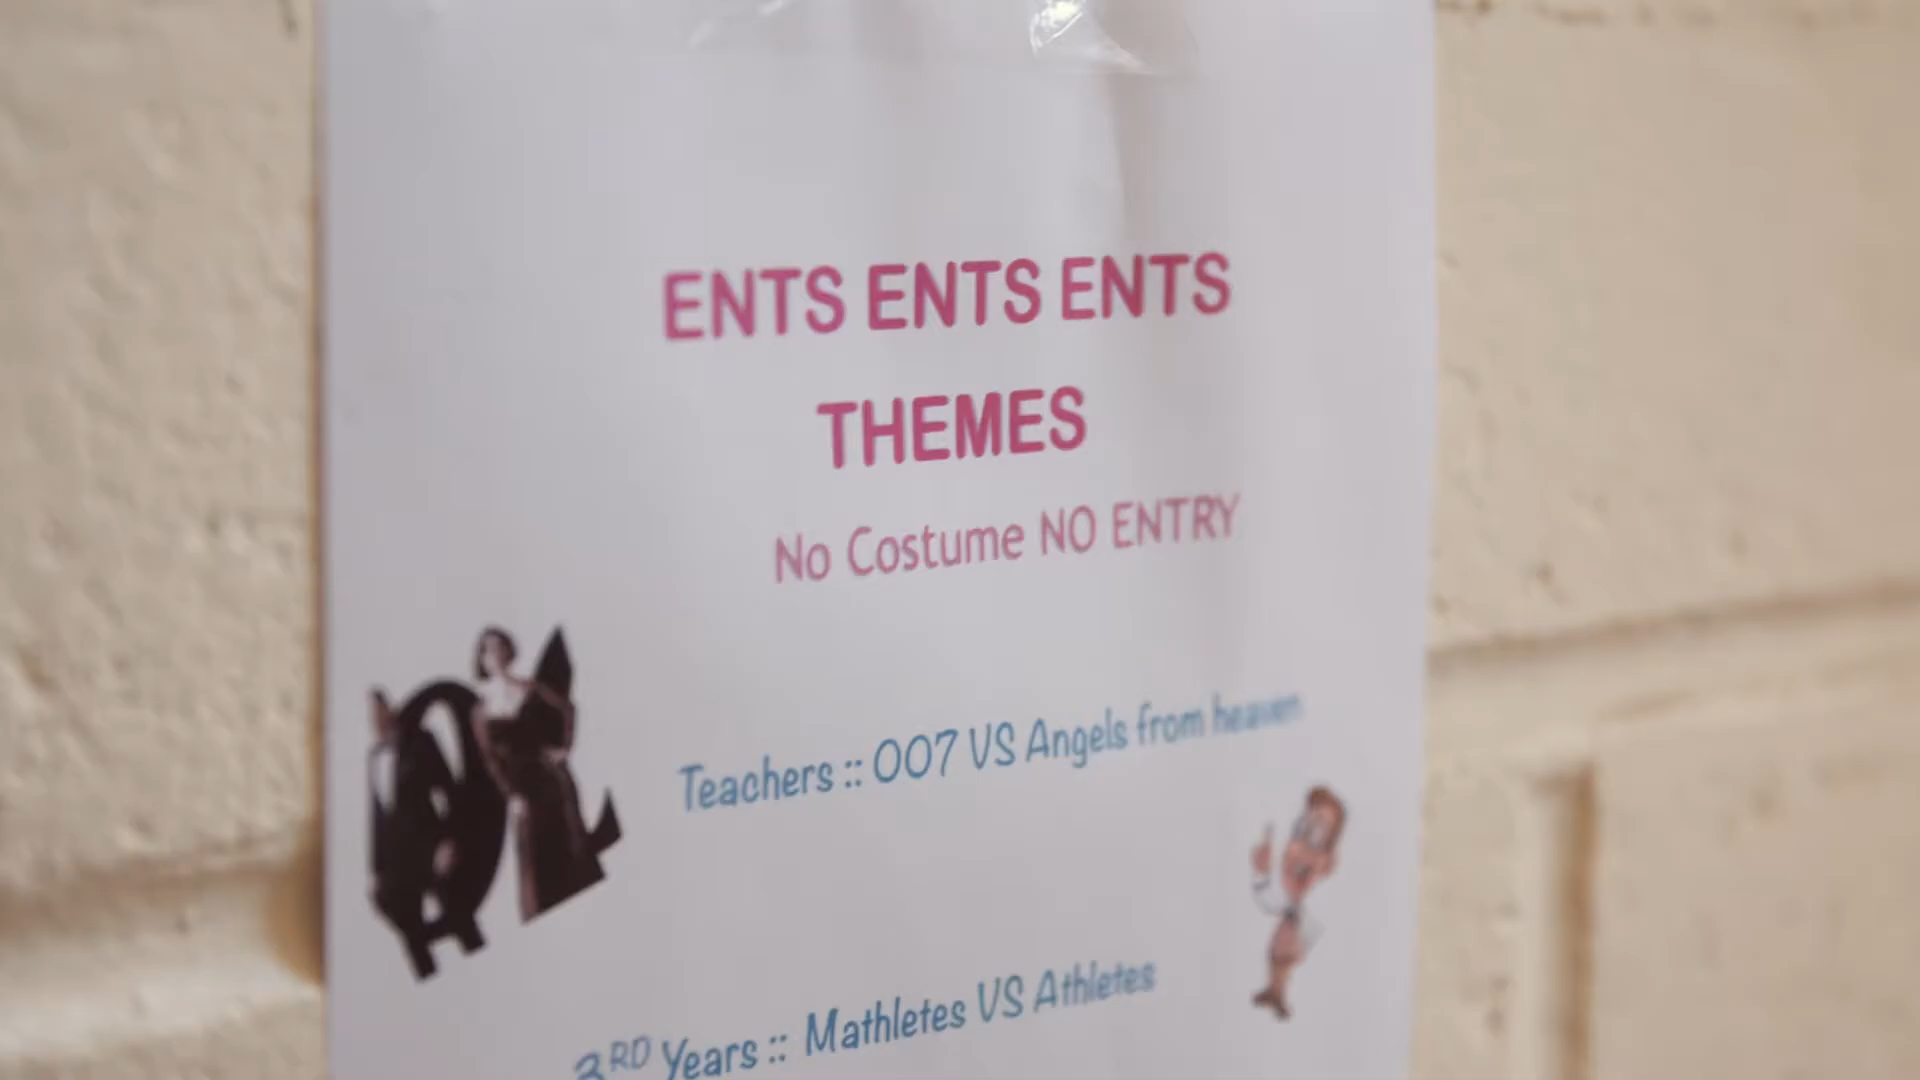 ENTS ENTS ENTS
THEMES
No Costume NO ENTRY
Teachers :: 007 VS Angels from heaven
3RD Years :: Mathletes VS Athletes